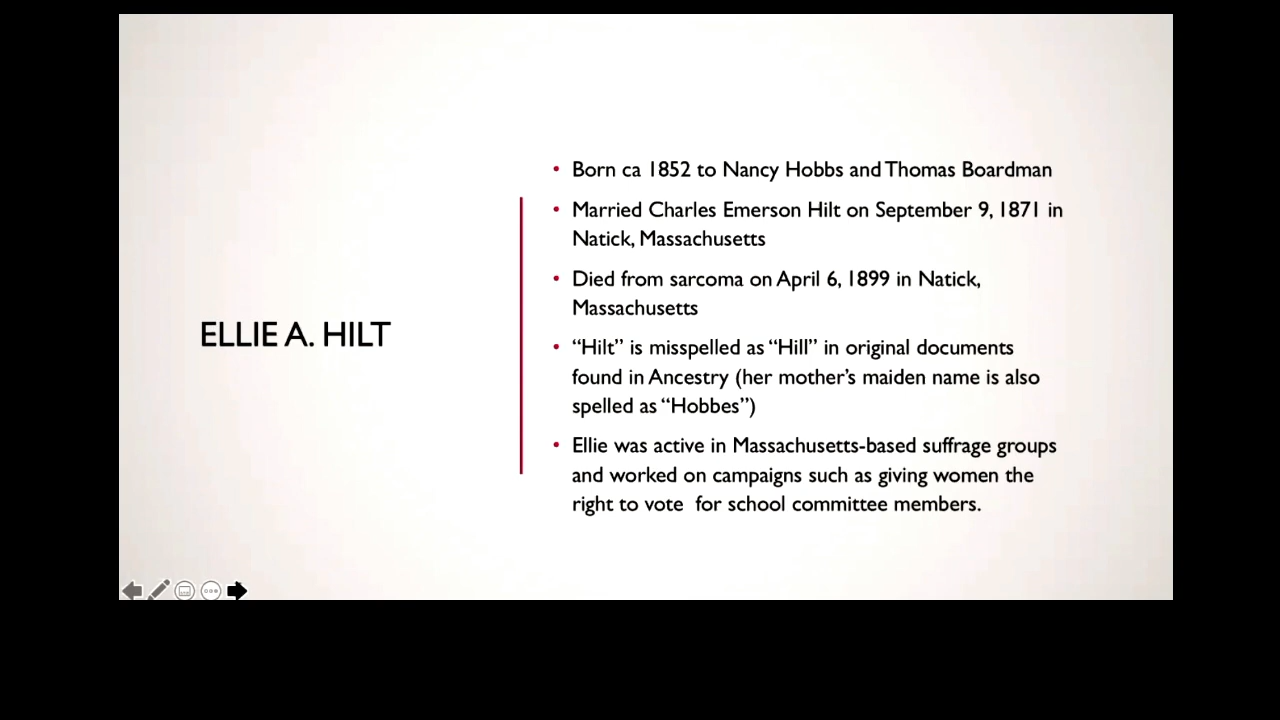 ELLIE A. HILT
• Born ca 1852 to Nancy Hobbs and Thomas Boardman
• Married Charles Emerson Hilt on September 9, 1871 in
Natick, Massachusetts
• Died from sarcoma on April 6, 1899 in Natick,
Massachusetts
• “Hilt” is misspelled as “Hill” in original documents
found in Ancestry (her mother’s maiden name is also
spelled as “Hobbes”)
• Ellie was active in Massachusetts-based suffrage groups
and worked on campaigns such as giving women the
right to vote  for school committee members.